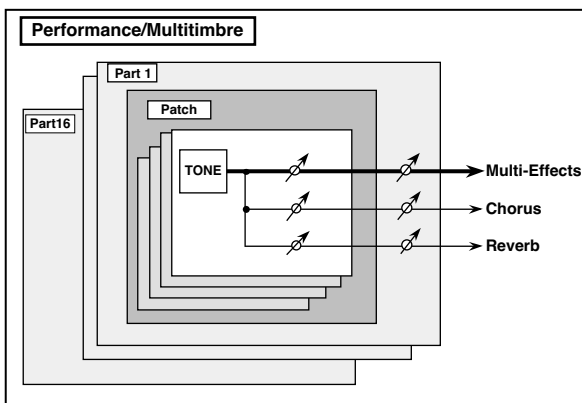 Performance/Multitimbre
Part 1
Patch
Part16
TONE
Multi-Effects
Chorus
Reverb